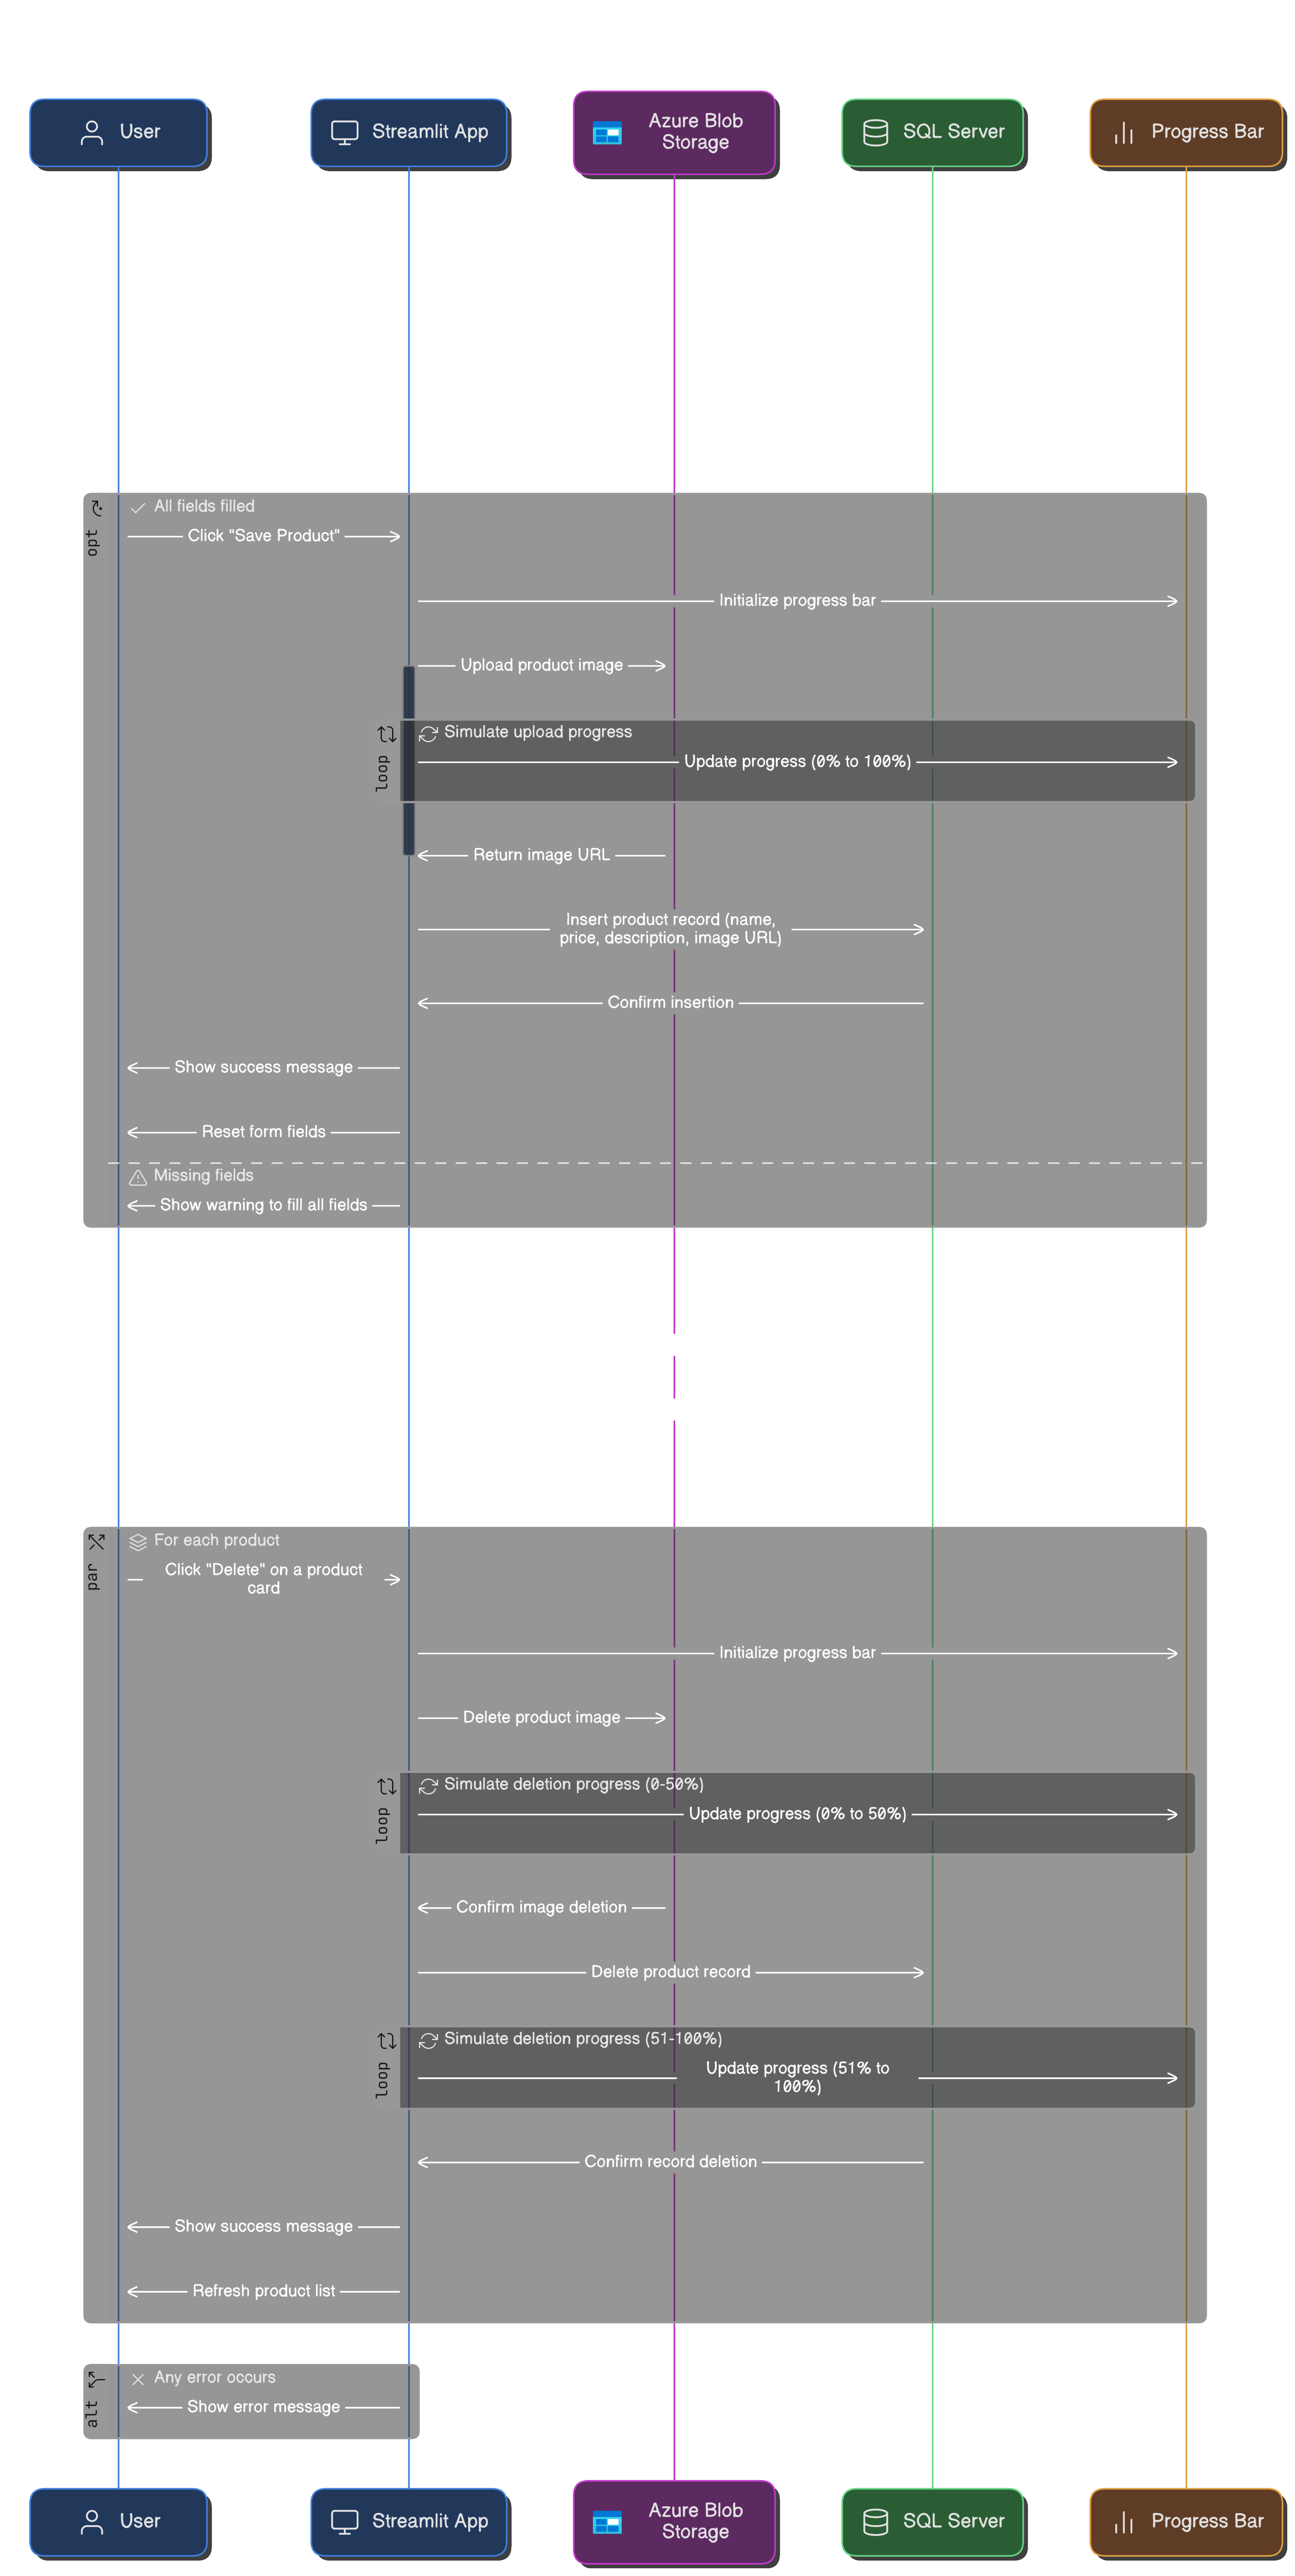 User
Streamlit App
Azure Blob
Storage
SQL Server
Progress Bar
opt
All fields filled
Click "Save Product"
Initialize progress bar
Upload product image
loop
Simulate upload progress
Update progress (0% to 100%)
Return image URL
Insert product record (name,
price, description, image URL)
Confirm insertion
Show success message
Reset form fields
Missing fields
Show warning to fill all fields
par
For each product
Click "Delete" on a product
card
Initialize progress bar
Delete product image
loop
Simulate deletion progress (0-50%)
Update progress (0% to 50%)
Confirm image deletion
Delete product record
loop
Simulate deletion progress (51-100%)
Update progress (51% to
100%)
Confirm record deletion
Show success message
Refresh product list
alt
Any error occurs
Show error message
User
Streamlit App
Azure Blob
Storage
SQL Server
Progress Bar